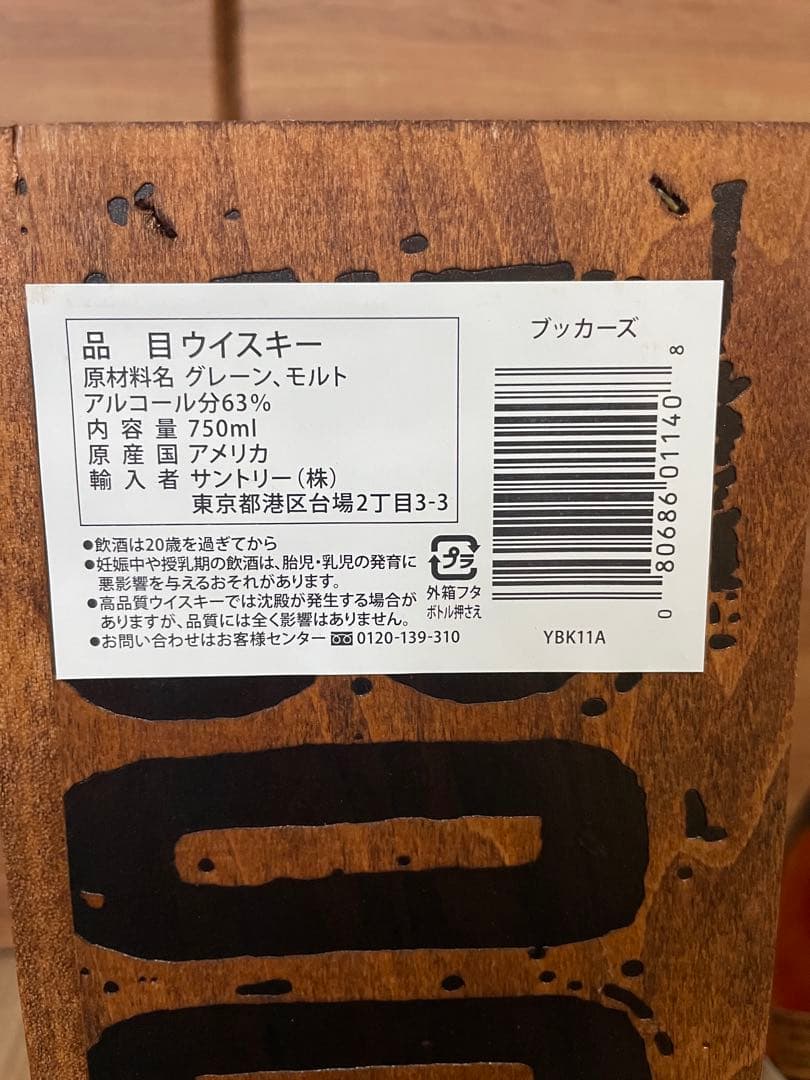 品 目 ウイスキー
原材料名 グレーン、モルト
アルコール分63%
内容量 750ml
原産国 アメリカ
輸入者 サントリー(株)
東京都港区台場2丁目3-3
●飲酒は20歳を過ぎてから
●妊娠中や授乳期の飲酒は、胎児・乳児の発育に
悪影響を与えるおそれがあります。
●高品質ウイスキーでは沈殿が発生する場合が
ありますが、品質には全く影響はありません。
●お問い合わせはお客様センター 0120-139-310
プラ
外箱フタ
ボトル押さえ
ブッカーズ
0 80686 01140 8
YBK11A